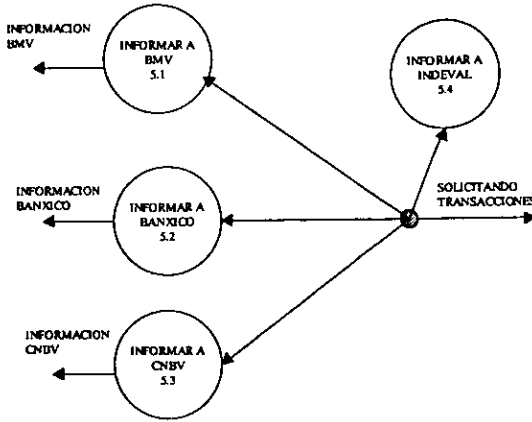 INFORMACION
BMV
INFORMAR A
BMV
5.1
INFORMAR A
INDEVAL
5.4
INFORMACION
BANXICO
INFORMAR A
BANXICO
5.2
SOLICITANDO
TRANSACCIONES
INFORMACION
CNBV
INFORMAR A
CNBV
5.3